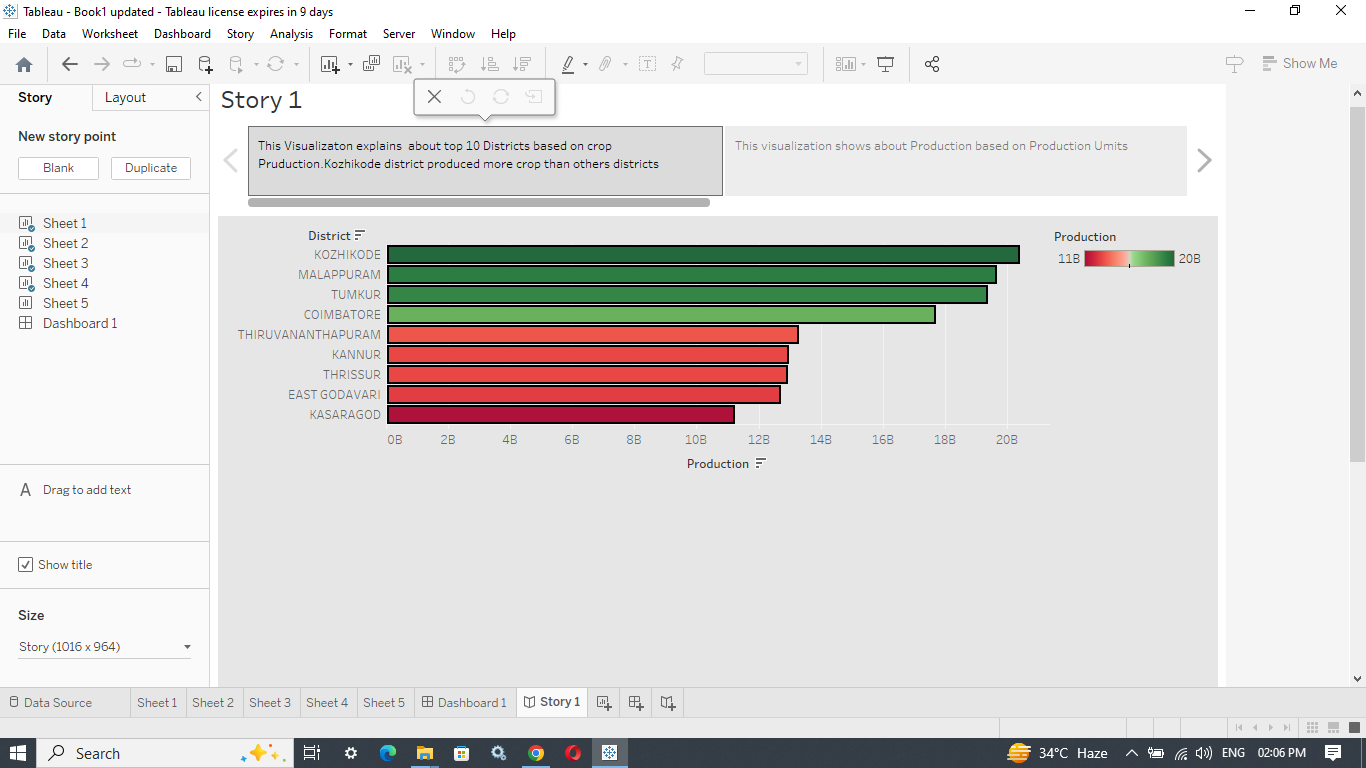 Tableau - Book1 updated - Tableau license expires in 9 days
File Data Worksheet Dashboard Story Analysis Format Server Window Help
Show Me
Story Layout
New story point
Blank Duplicate
Sheet 1
Sheet 2
Sheet 3
Sheet 4
Sheet 5
Dashboard 1
A Drag to add text
Show title
Size
Story (1016 x 964)
Story 1
This Visualizaton explains about top 10 Districts based on crop
Pruduction.Kozhikode district produced more crop than others districts
This visualization shows about Production based on Production Umits
District
KOZHIKODE
MALAPPURAM
TUMKUR
COIMBATORE
THIRUVANANTHAPURAM
KANNUR
THRISSUR
EAST GODAVARI
KASARAGOD
0B 2B 4B 6B 8B 10B 12B 14B 16B 18B 20B
Production
Production
11B 20B
Data Source Sheet 1 Sheet 2 Sheet 3 Sheet 4 Sheet 5 Dashboard 1 Story 1
Search 34°C Haze ENG 02:06 PM